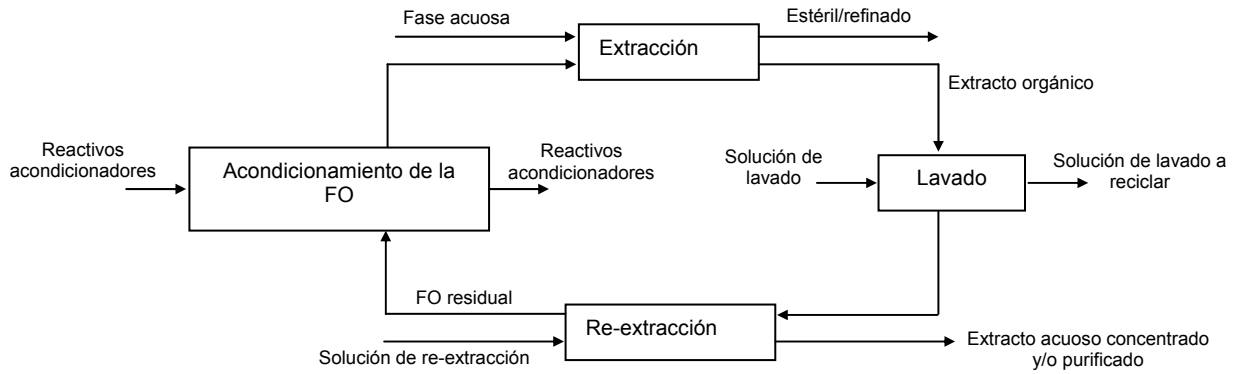 Fase acuosa
Extracción
Estéril/refinado
Extracto orgánico
Reactivos
acondicionadores
Acondicionamiento de la
FO
Reactivos
acondicionadores
Solución de
lavado
Lavado
Solución de lavado a
reciclar
FO residual
Re-extracción
Solución de re-extracción
Extracto acuoso concentrado
y/o purificado